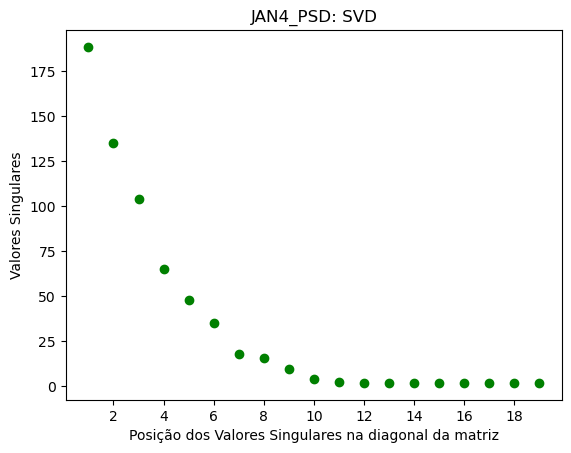 JAN4_PSD: SVD
Valores Singulares
175
150
125
100
75
50
25
0
2 4 6 8 10 12 14 16 18
Posição dos Valores Singulares na diagonal da matriz